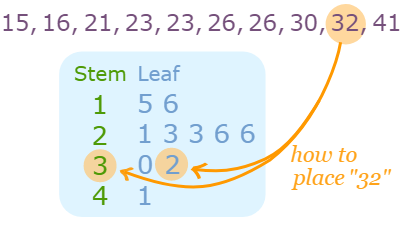 15, 16, 21, 23, 23, 26, 26, 30, 32, 41
Stem Leaf
1 5 6
2 1 3 3 6 6
3 0 2
4 1
how to
place "32"